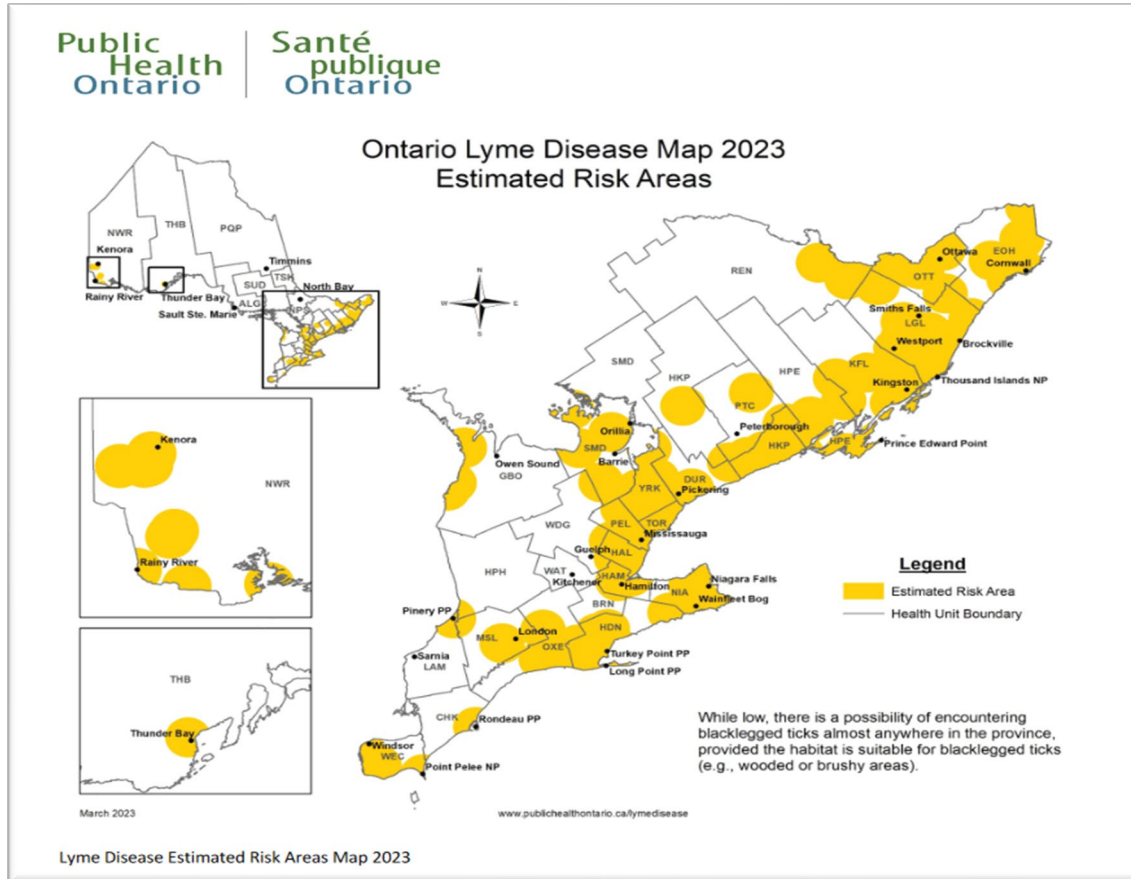 Public
Health
Ontario
Santé
publique
Ontario
Ontario Lyme Disease Map 2023
Estimated Risk Areas
NWR
THB
PQP
Kenora
Timmins
TSK
SUD
Rainy River
Thunder Bay
North Bay
ALG
NPS
Sault Ste. Marie
N
W
E
S
REN
Ottawa
EOH
OTT
Cornwall
Smiths Falls
LGL
Westport
Brockville
SMD
HKP
HPE
KFL
Kingston
Thousand Islands NP
PTC
Orillia
Peterborough
HKP
HPE
Prince Edward Point
SMD
Barrie
Owen Sound
GBO
DUR
YRK
Pickering
PEL
TOR
WDG
Mississauga
Guelph
HAL
HPH
WAT
Kitchener
HAM
Hamilton
Niagara Falls
NIA
Wainfleet Bog
BRN
Pinery PP
HDN
London
MSL
OXE
Turkey Point PP
Sarnia
LAM
Long Point PP
CHK
Rondeau PP
Windsor
WEC
Point Pelee NP
Kenora
NWR
Rainy River
THB
Thunder Bay
Legend
Estimated Risk Area
Health Unit Boundary
While low, there is a possibility of encountering
blacklegged ticks almost anywhere in the province,
provided the habitat is suitable for blacklegged ticks
(e.g., wooded or brushy areas).
March 2023
www.publichealthontario.ca/lymedisease
Lyme Disease Estimated Risk Areas Map 2023